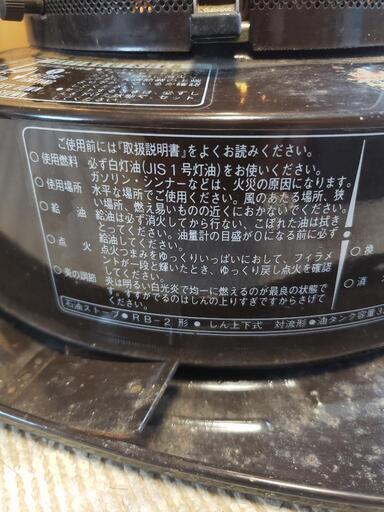 ご使用前には『取扱説明書』をよくお読みください。
○使用燃料 必ず白灯油(JIS1号灯油)をお使いください。
ガソリン・シンナーなどは、火災の原因になります。
○使用場所 水平な場所でご使用ください。風のあたる場所、狭
い場所、燃え易いものの近くにおかないでください。
○給油 給油は必ず消火してから行ない、こぼれた油は拭き
とってください。油量計の目盛が0になる前に必ず
給油してください。
○点火 点火つまみをゆっくりいっぱいにおして、フィラメ
ントが一段と輝いたとき、ゆっくり戻し点火を確認
してください。
○炎の調節 炎は明るい白光炎で均一に燃えるのが最良の状態で
す。すすがでるのはしんの上りすぎですからさげて
ください。
○換
○消
石油ストーブ ● RB-2 形 ● しん上下式 対流形 ● 油タンク容量3